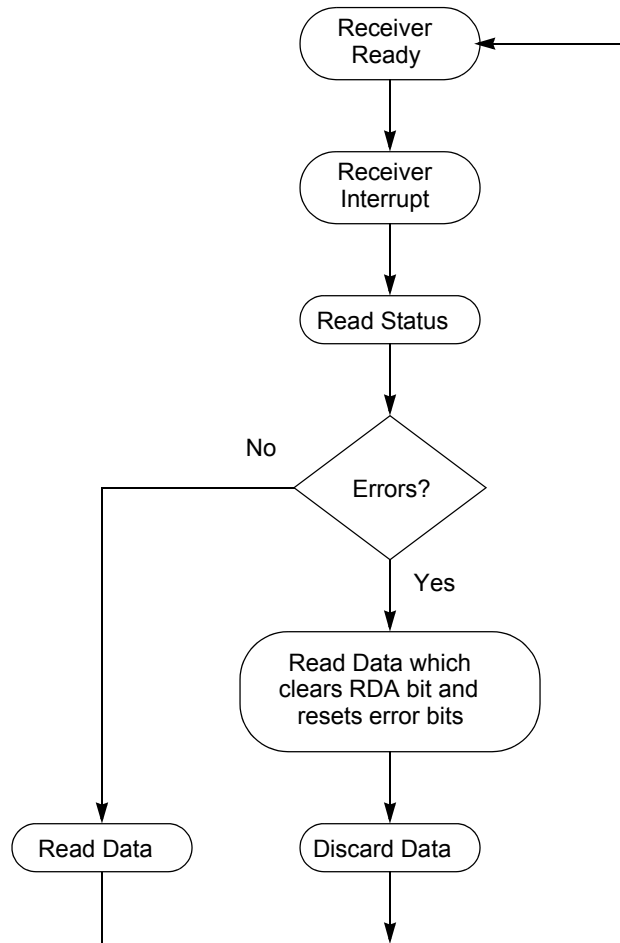 Receiver
Ready
Receiver
Interrupt
Read Status
No
Errors?
Yes
Read Data which
clears RDA bit and
resets error bits
Read Data
Discard Data